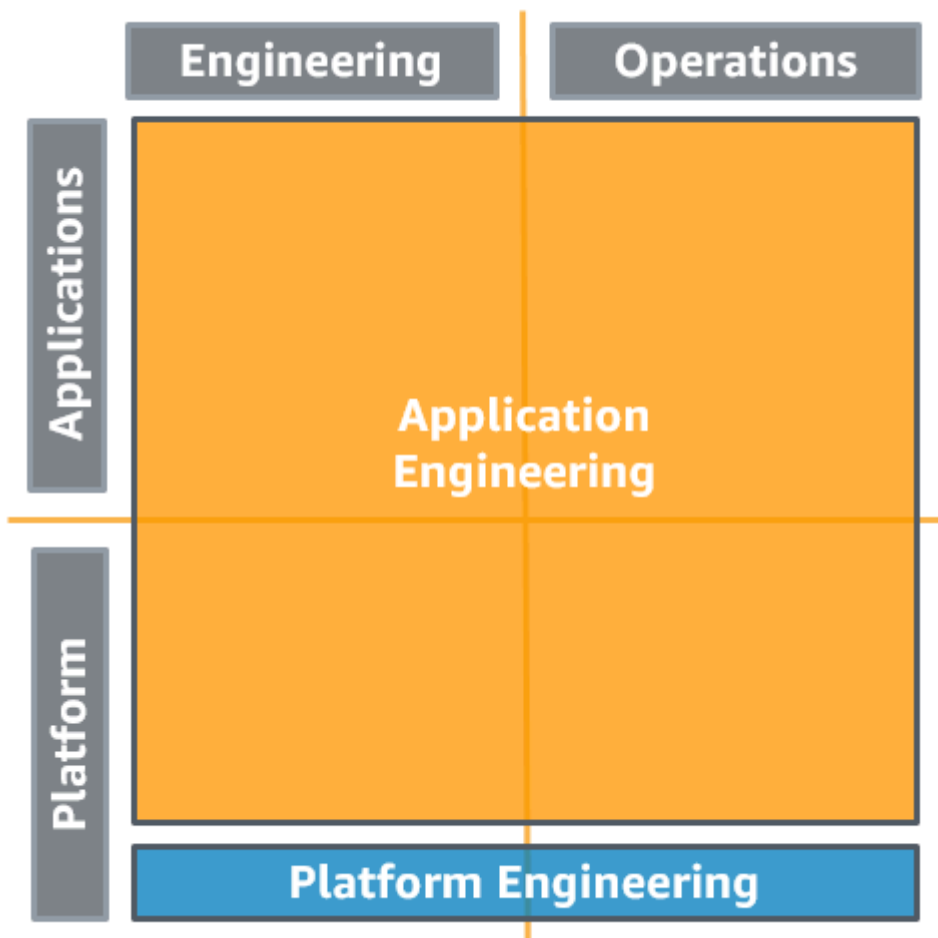 Engineering
Operations
Applications
Application
Engineering
Platform
Platform Engineering